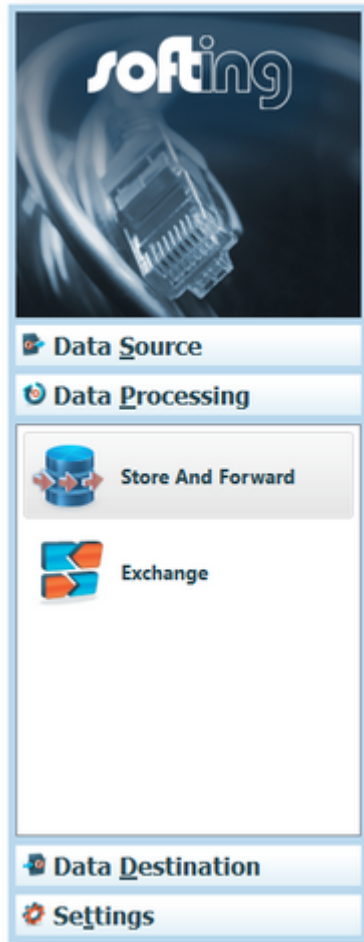 softing
Data Source
Data Processing
Store And Forward
Exchange
Data Destination
Settings